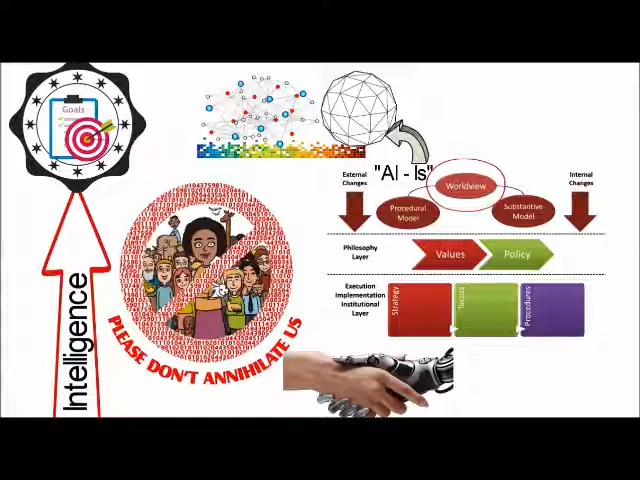 Goals
Intelligence
PLEASE DON'T ANNIHILATE US
"AI - Is"
External
Changes
Worldview
Internal
Changes
Procedural
Model
Substantive
Model
Philosophy
Layer
Values
Policy
Execution
Implementation
Institutional
Layer
Strategy
Tactics
Procedures